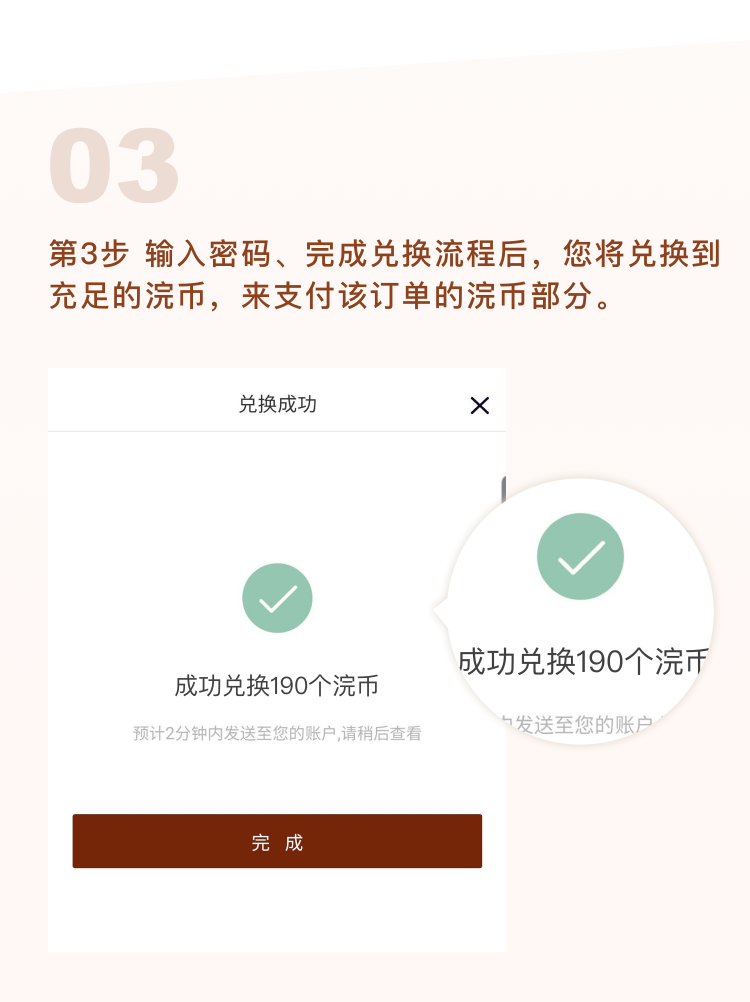 03
第3步 输入密码、完成兑换流程后，您将兑换到
充足的浣币，来支付该订单的浣币部分。
兑换成功
成功兑换190个浣币
预计2分钟内发送至您的账户,请稍后查看
完 成
成功兑换190个浣币
内发送至您的账户